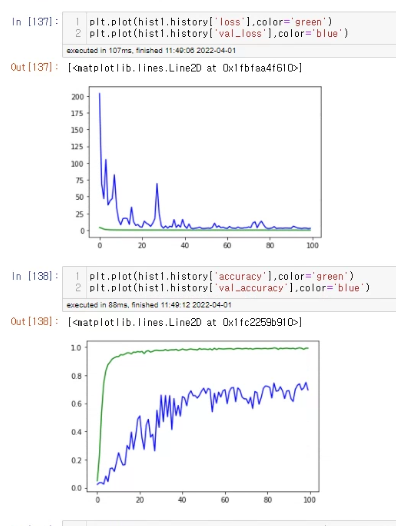 In [137]:
1 plt.plot(hist1.history['loss'],color='green')
2 plt.plot(hist1.history['val_loss'],color='blue')
executed in 107ms, finished 11:49:06 2022-04-01
Out[137]: [<matplotlib.lines.Line2D at 0x1fbfaa4f610>]
200
175
150
125
100
75
50
25
0
0 20 40 60 80 100
In [138]:
1 plt.plot(hist1.history['accuracy'],color='green')
2 plt.plot(hist1.history['val_accuracy'],color='blue')
executed in 88ms, finished 11:49:12 2022-04-01
Out[138]: [<matplotlib.lines.Line2D at 0x1fc2259b910>]
1.0
0.8
0.6
0.4
0.2
0.0
0 20 40 60 80 100